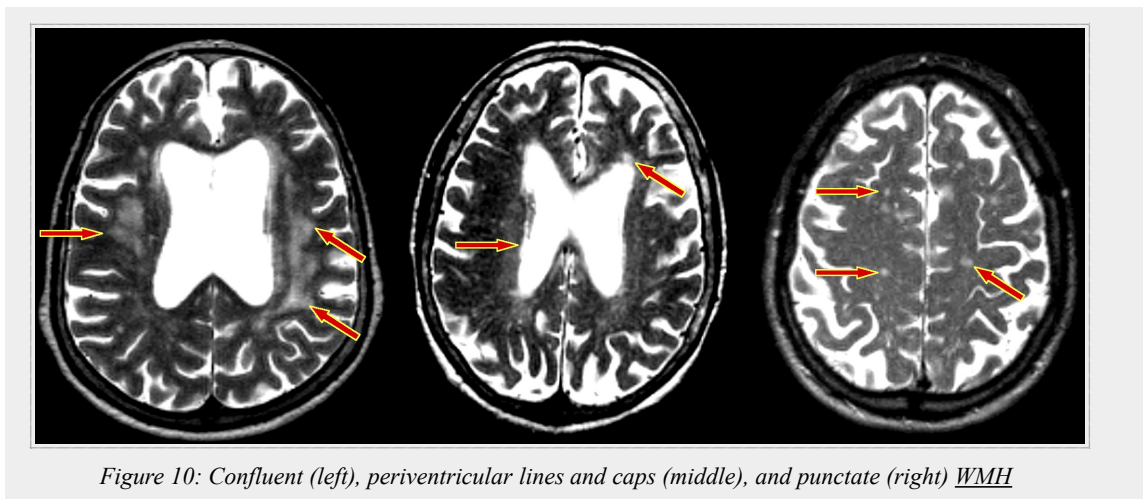 Figure 10: Confluent (left), periventricular lines and caps (middle), and punctate (right) WMH